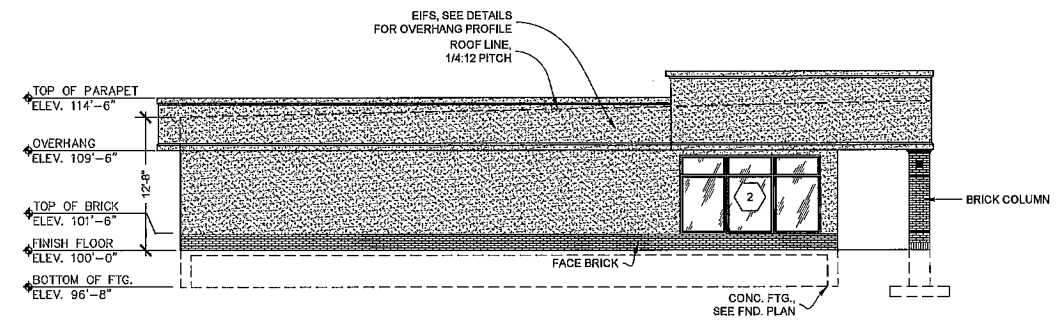 EIFS, SEE DETAILS
FOR OVERHANG PROFILE
ROOF LINE,
1/4:12 PITCH
TOP OF PARAPET
ELEV. 114'-6"
OVERHANG
ELEV. 109'-6"
12'-8"
TOP OF BRICK
ELEV. 101'-6"
FINISH FLOOR
ELEV. 100'-0"
BOTTOM OF FTG.
ELEV. 96'-8"
2
BRICK COLUMN
FACE BRICK
CONC. FTG.,
SEE FND. PLAN